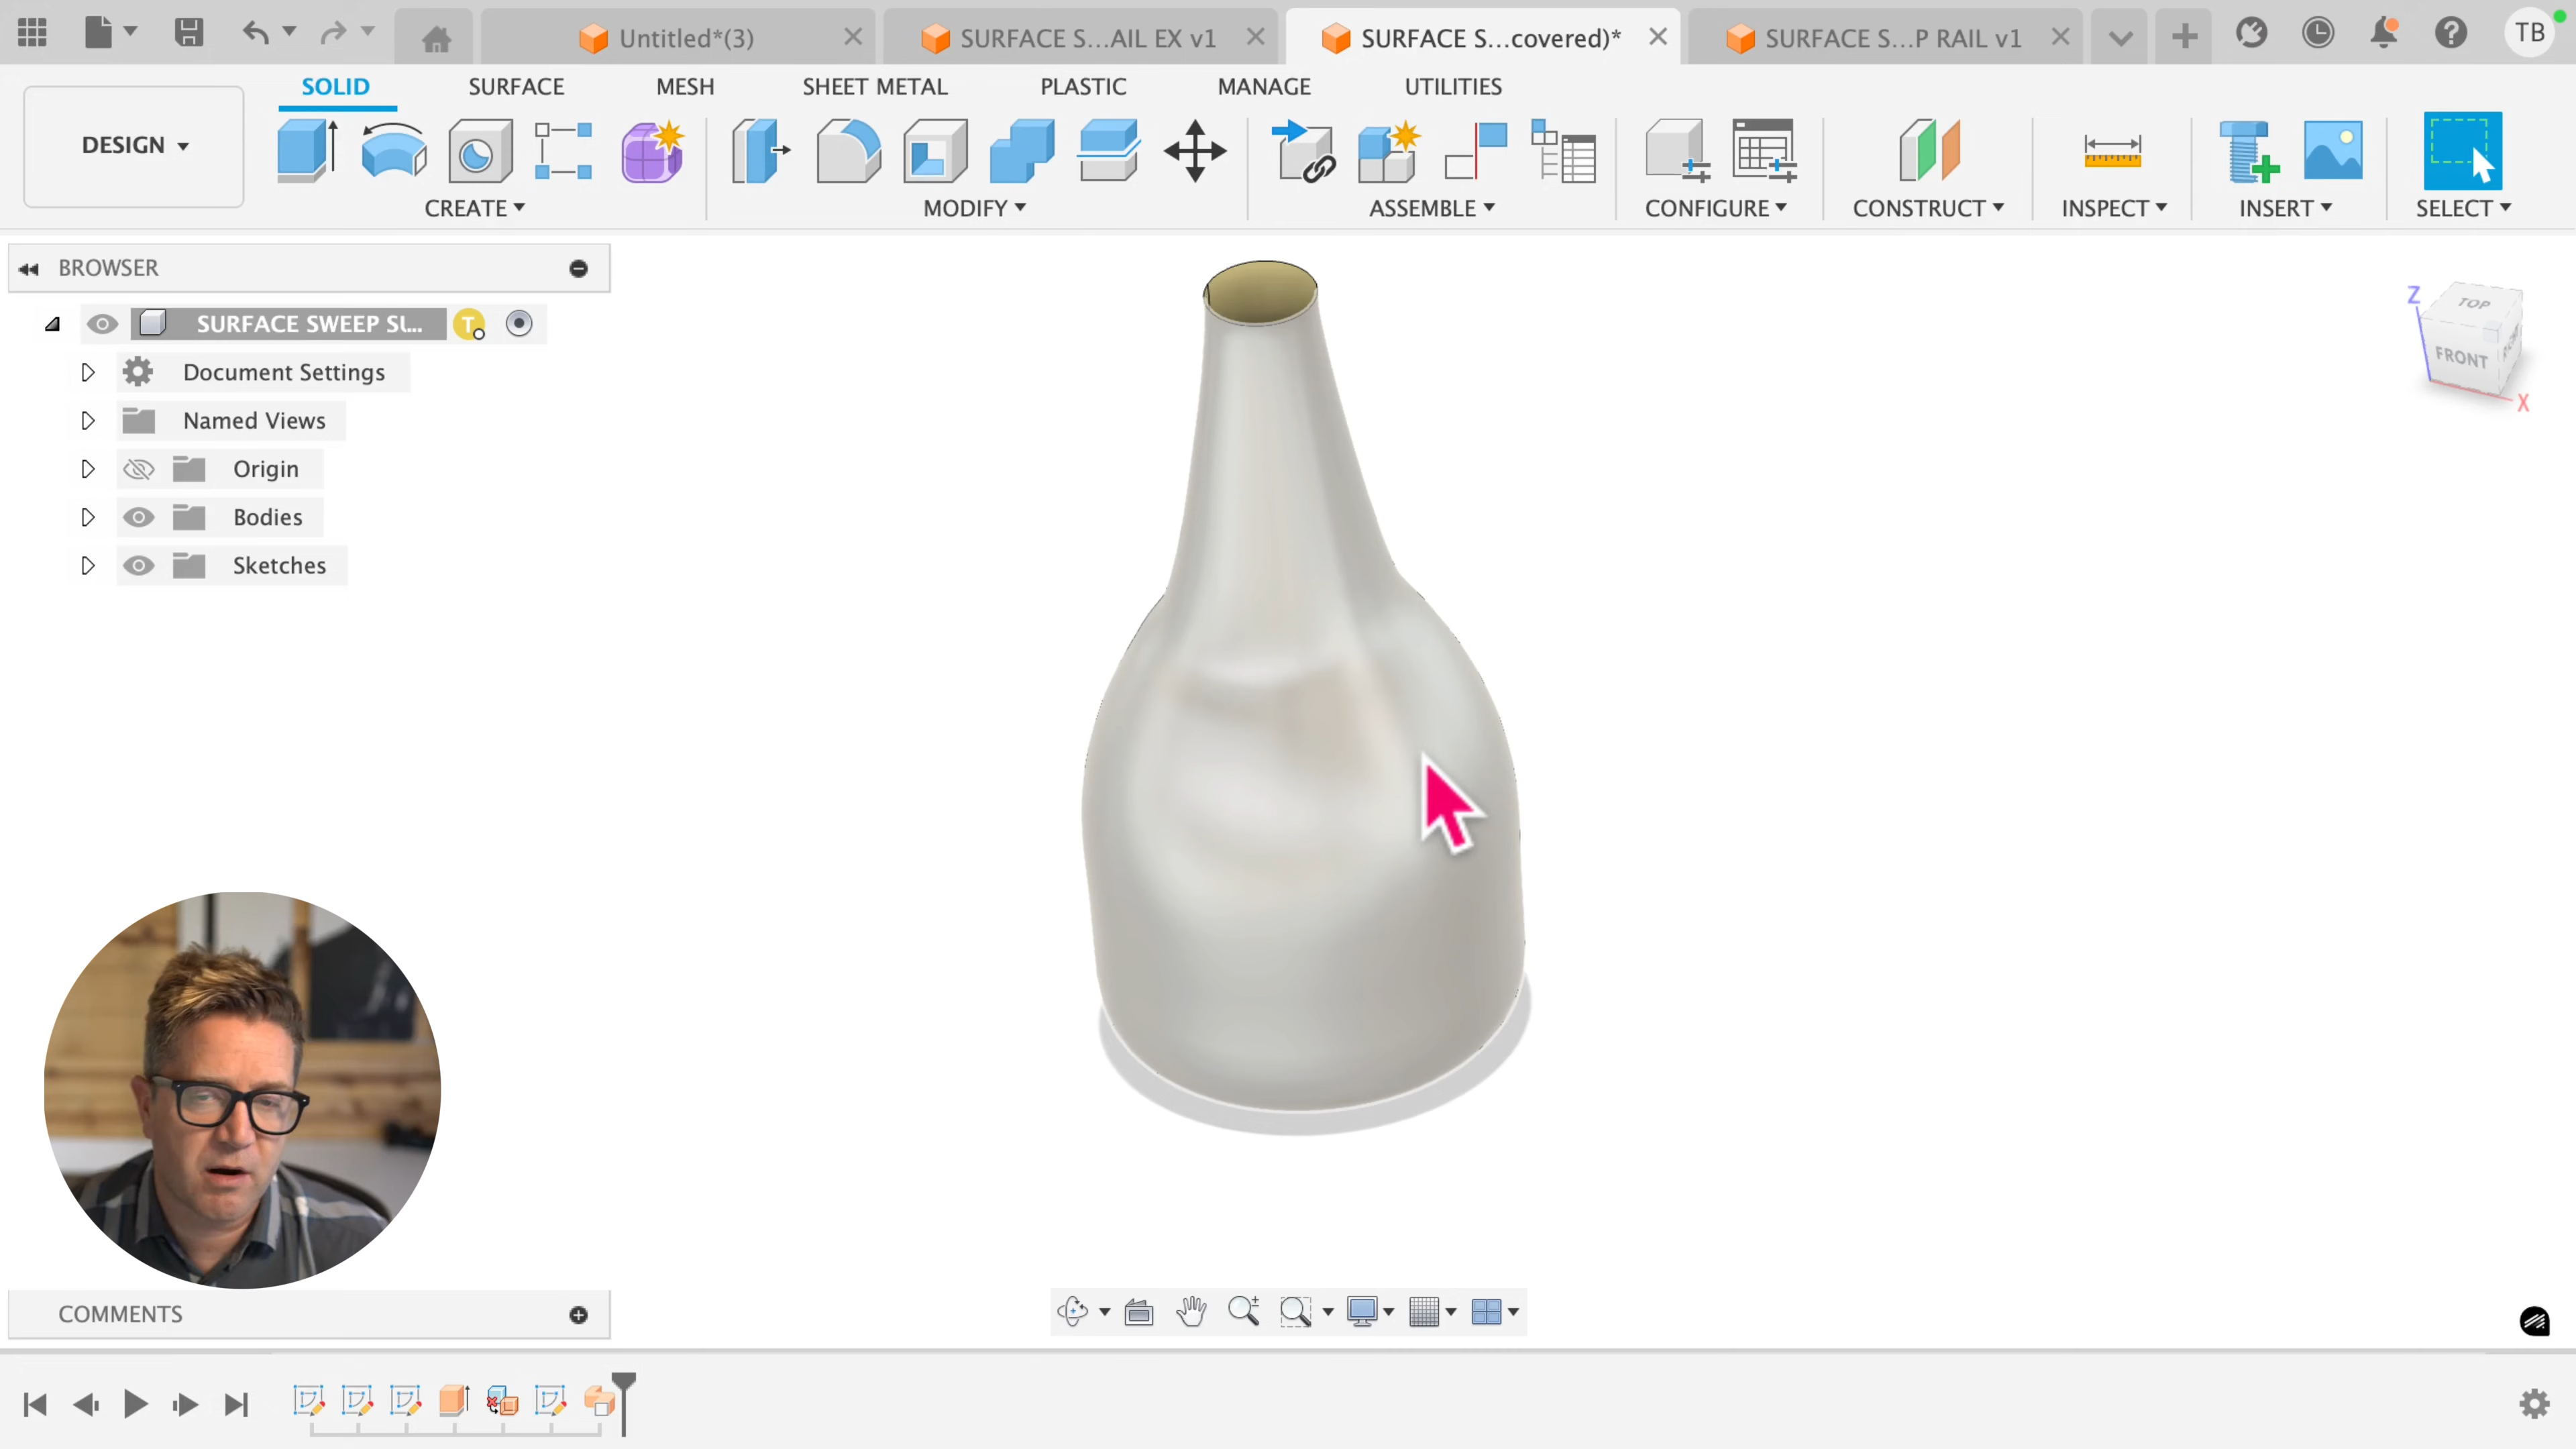 Untitled*(3)
SURFACE S...AIL EX v1
SURFACE S...covered)*
SURFACE S...P RAIL v1
TB
SOLID
SURFACE
MESH
SHEET METAL
PLASTIC
MANAGE
UTILITIES
DESIGN
CREATE
MODIFY
ASSEMBLE
CONFIGURE
CONSTRUCT
INSPECT
INSERT
SELECT
BROWSER
SURFACE SWEEP SU...
T
Document Settings
Named Views
Origin
Bodies
Sketches
Z
TOP
FRONT
X
COMMENTS